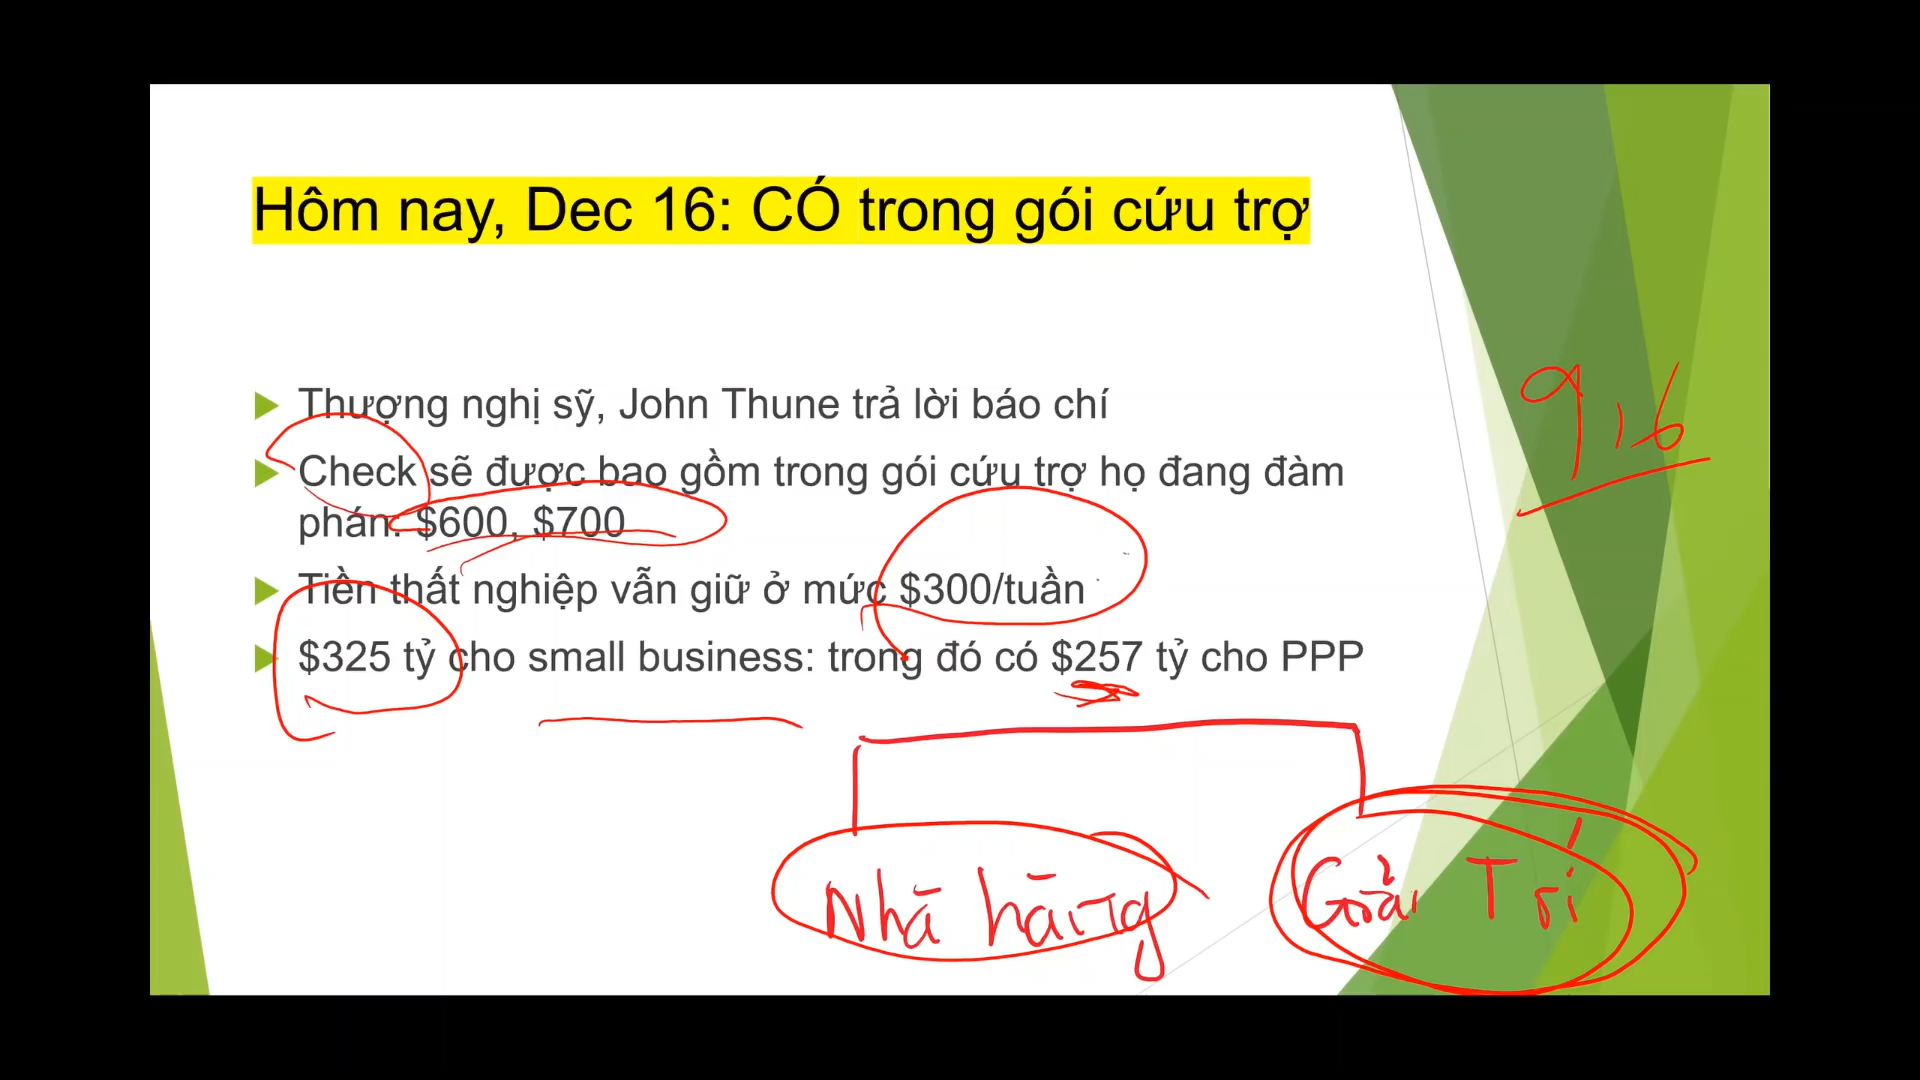 Hôm nay, Dec 16: CÓ trong gói cứu trợ
Thượng nghị sỹ, John Thune trả lời báo chí
Check sẽ được bao gồm trong gói cứu trợ họ đang đàm
phán: $600, $700
Tiền thất nghiệp vẫn giữ ở mức $300/tuần
$325 tỷ cho small business: trong đó có $257 tỷ cho PPP
Nhà hàng
Giải Trí